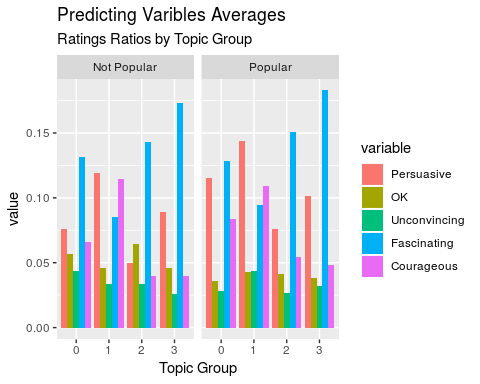 Predicting Varibles Averages
Ratings Ratios by Topic Group
Not Popular
Popular
value
0.15
0.10
0.05
0.00
0 1 2 3
0 1 2 3
Topic Group
variable
Persuasive
OK
Unconvincing
Fascinating
Courageous